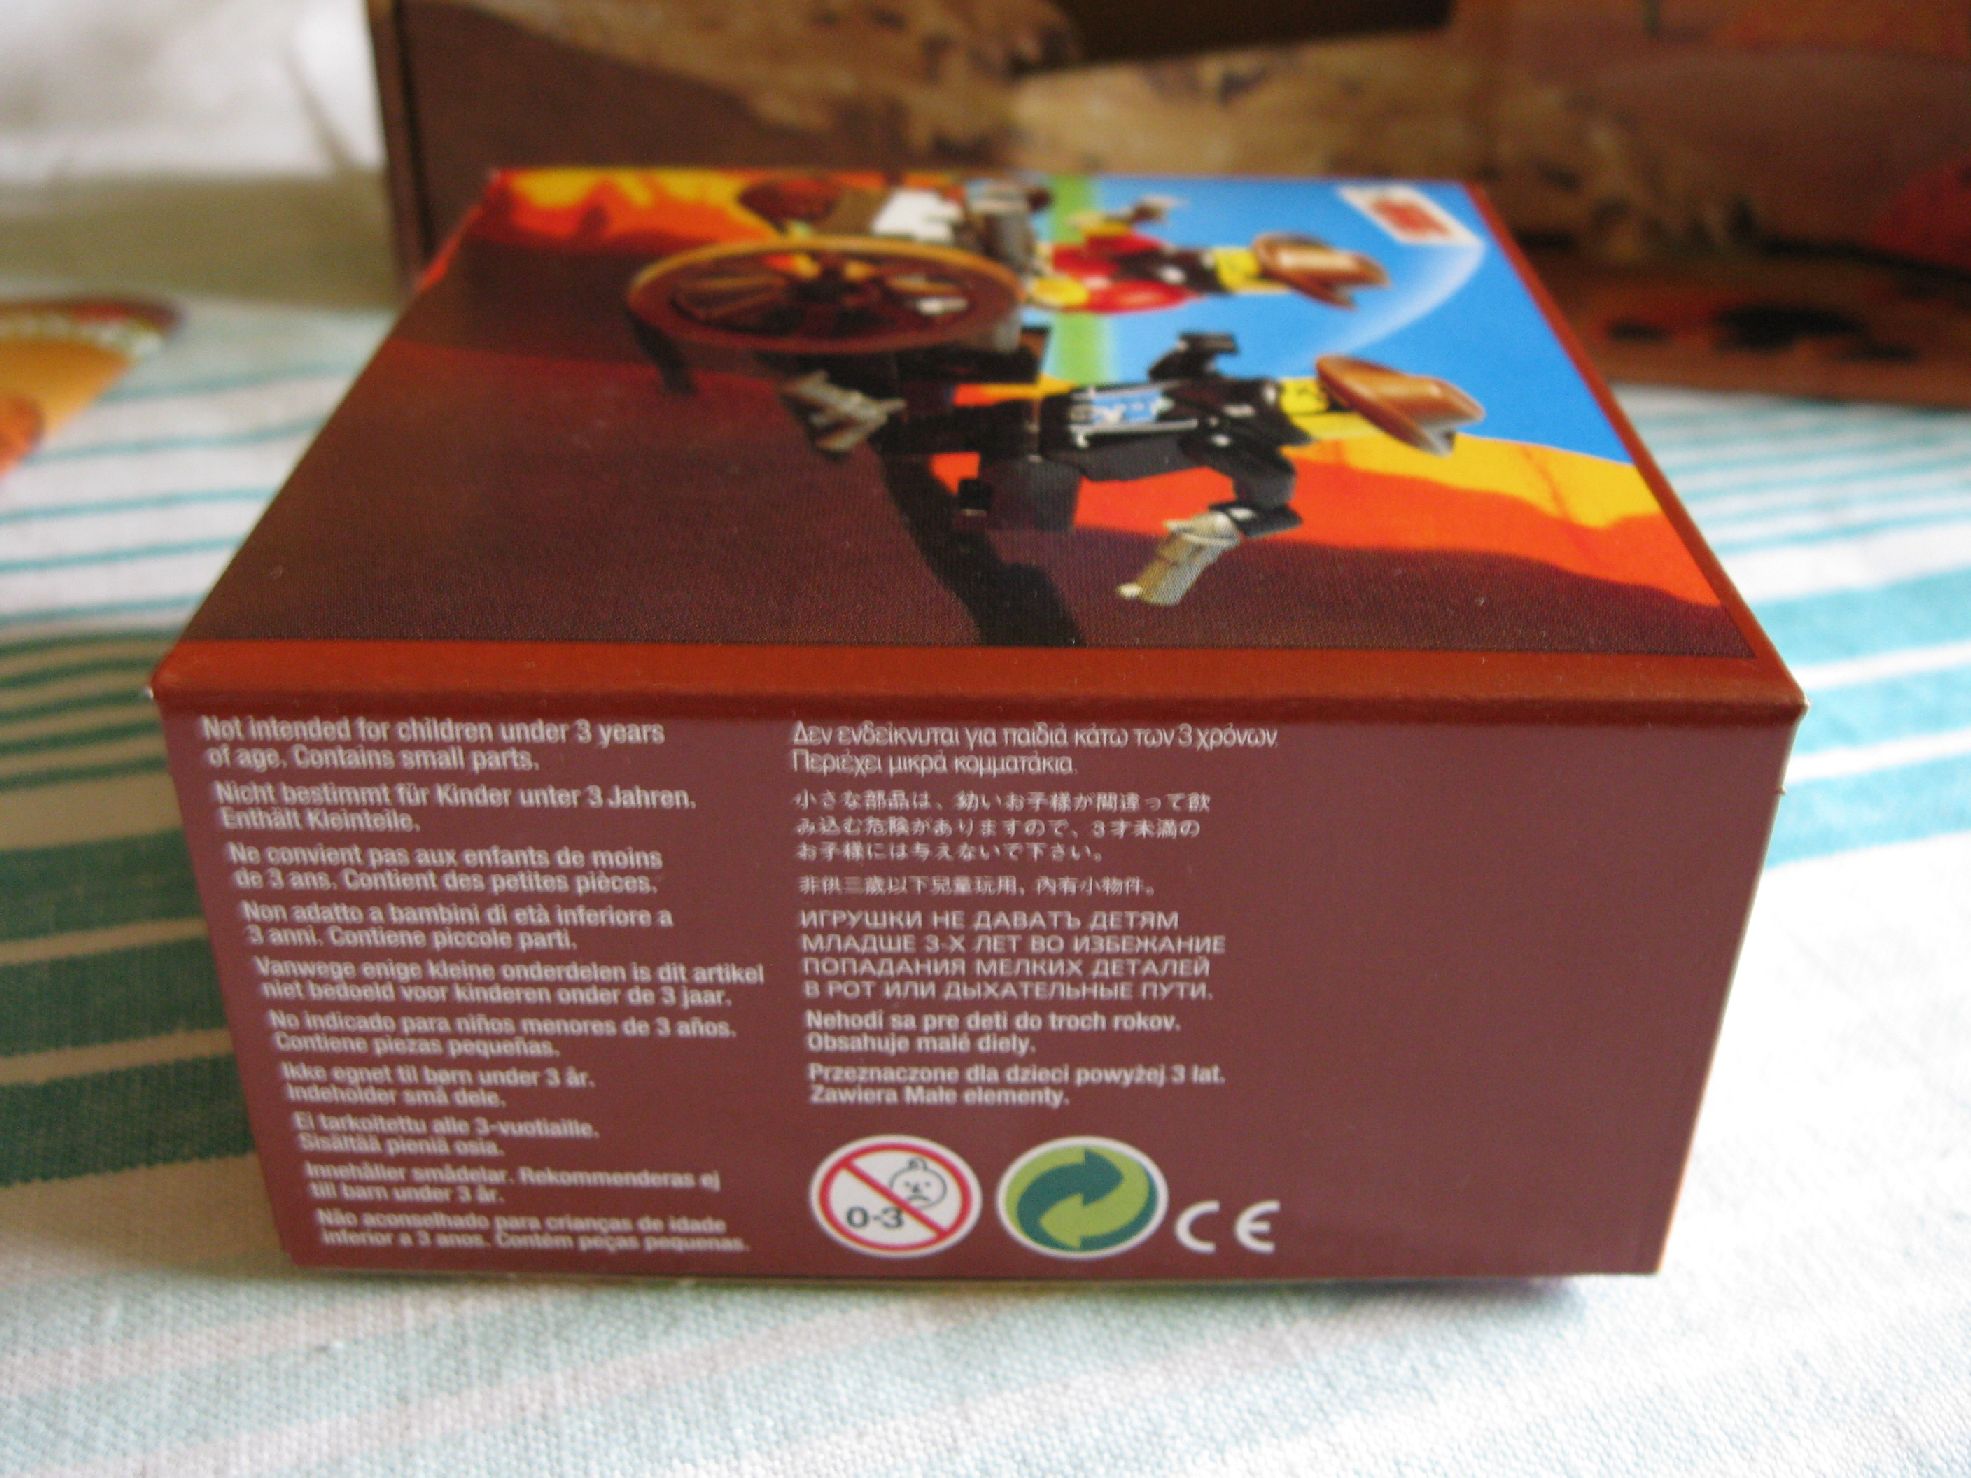 Not intended for children under 3 years
of age. Contains small parts.
Nicht bestimmt für Kinder unter 3 Jahren.
Enthält Kleinteile.
Ne convient pas aux enfants de moins
de 3 ans. Contient des petites pièces.
Non adatto a bambini di età inferiore a
3 anni. Contiene piccole parti.
Vanwege enige kleine onderdelen is dit artikel
niet bedoeld voor kinderen onder de 3 jaar.
No indicado para niños menores de 3 años.
Contiene piezas pequeñas.
Ikke egnet til børn under 3 år.
Indeholder små dele.
Ei tarkoitettu alle 3-vuotiaille.
Sisältää pieniä osia.
Innehåller smådelar. Rekommenderas ej
till barn under 3 år.
Não aconselhado para crianças de idade
inferior a 3 anos. Contém peças pequenas.
Δεν ενδείκνυται για παιδιά κάτω των 3 χρόνων
Περιέχει μικρά κομματάκια.
小さな部品は、幼いお子様が間違って飲
み込む危険がありますので、3才未満の
お子様には与えないで下さい。
非供三歲以下兒童玩用，內有小物件。
ИГРУШКИ НЕ ДАВАТЬ ДЕТЯМ
МЛАДШЕ 3-Х ЛЕТ ВО ИЗБЕЖАНИЕ
ПОПАДАНИЯ МЕЛКИХ ДЕТАЛЕЙ
В РОТ ИЛИ ДЫХАТЕЛЬНЫЕ ПУТИ.
Nehodí sa pre deti do troch rokov.
Obsahuje malé diely.
Przeznaczone dla dzieci powyżej 3 lat.
Zawiera Małe elementy.
0-3
CE